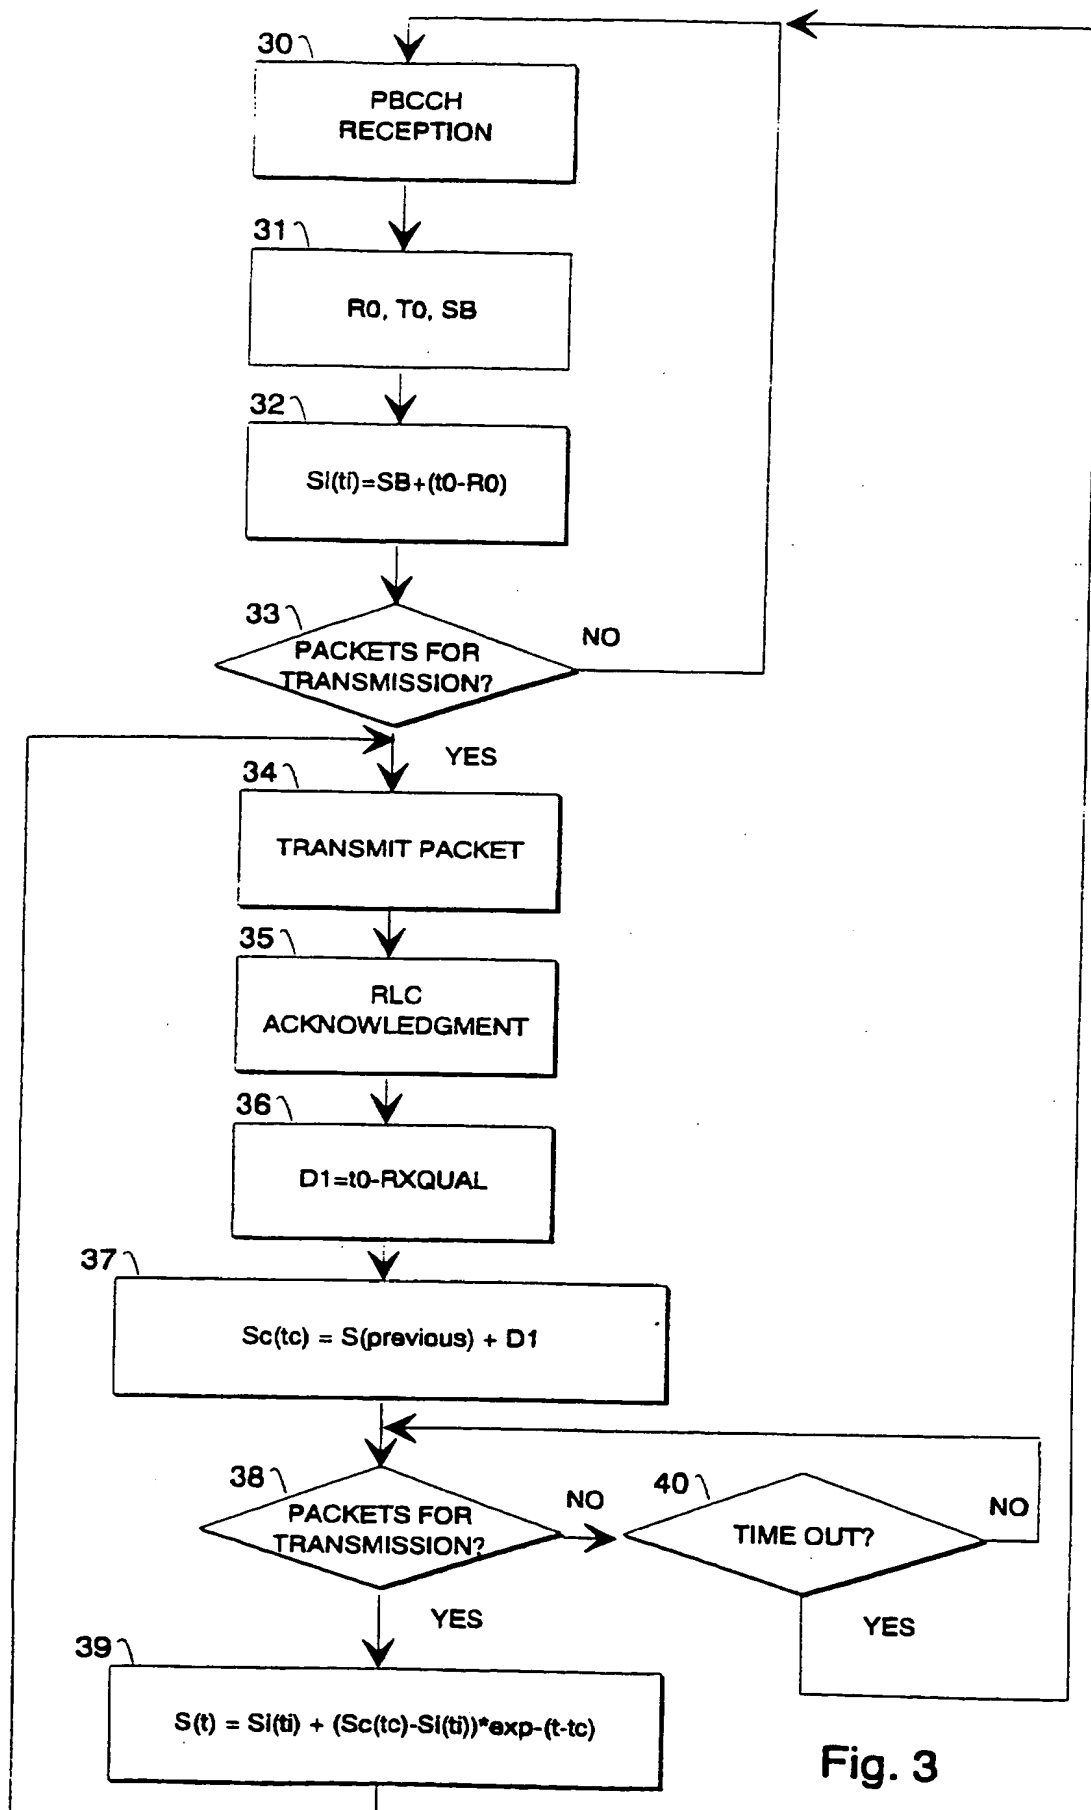 30
PBCCH
RECEPTION
31
R0, T0, SB
32
Si(ti)=SB+(t0-R0)
33
PACKETS FOR
TRANSMISSION?
NO
YES
34
TRANSMIT PACKET
35
RLC
ACKNOWLEDGMENT
36
D1=t0-RXQUAL
37
Sc(tc) = S(previous) + D1
38
PACKETS FOR
TRANSMISSION?
NO
40
TIME OUT?
NO
YES
YES
39
S(t) = Si(ti) + (Sc(tc)-Si(ti))*exp-(t-tc)
Fig. 3